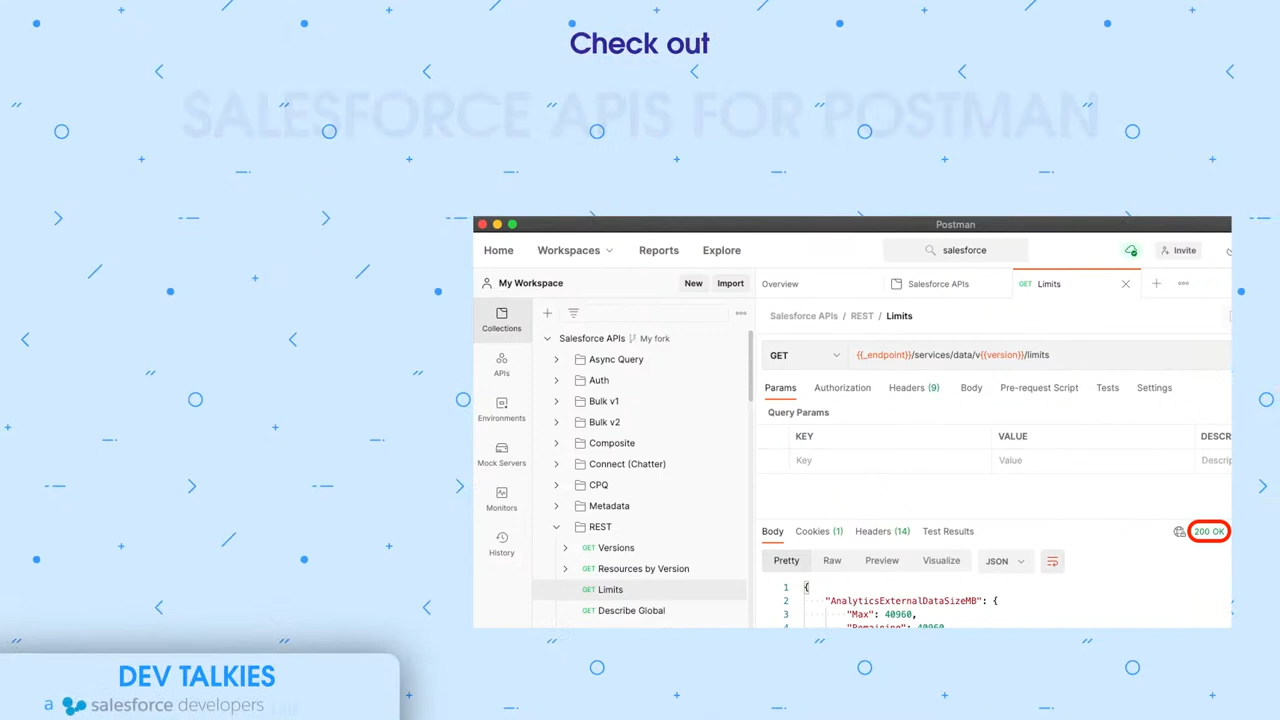 Check out
SALESFORCE APIS FOR POSTMAN
Postman
Home Workspaces Reports Explore salesforce Invite
My Workspace New Import Overview Salesforce APIs GET Limits
Collections
APIs
Environments
Mock Servers
Monitors
History
Salesforce APIs My fork
Async Query
Auth
Bulk v1
Bulk v2
Composite
Connect (Chatter)
CPQ
Metadata
REST
GET Versions
GET Resources by Version
GET Limits
GET Describe Global
Salesforce APIs / REST / Limits
GET {{_endpoint}}/services/data/v{{version}}/limits
Params Authorization Headers (9) Body Pre-request Script Tests Settings
Query Params
KEY VALUE DESCR
Key Value Descrip
Body Cookies (1) Headers (14) Test Results 200 OK
Pretty Raw Preview Visualize JSON
1 {
2 "AnalyticsExternalDataSizeMB": {
3 "Max": 40960,
4 "Remaining": 40960
DEV TALKIES
a salesforce developers